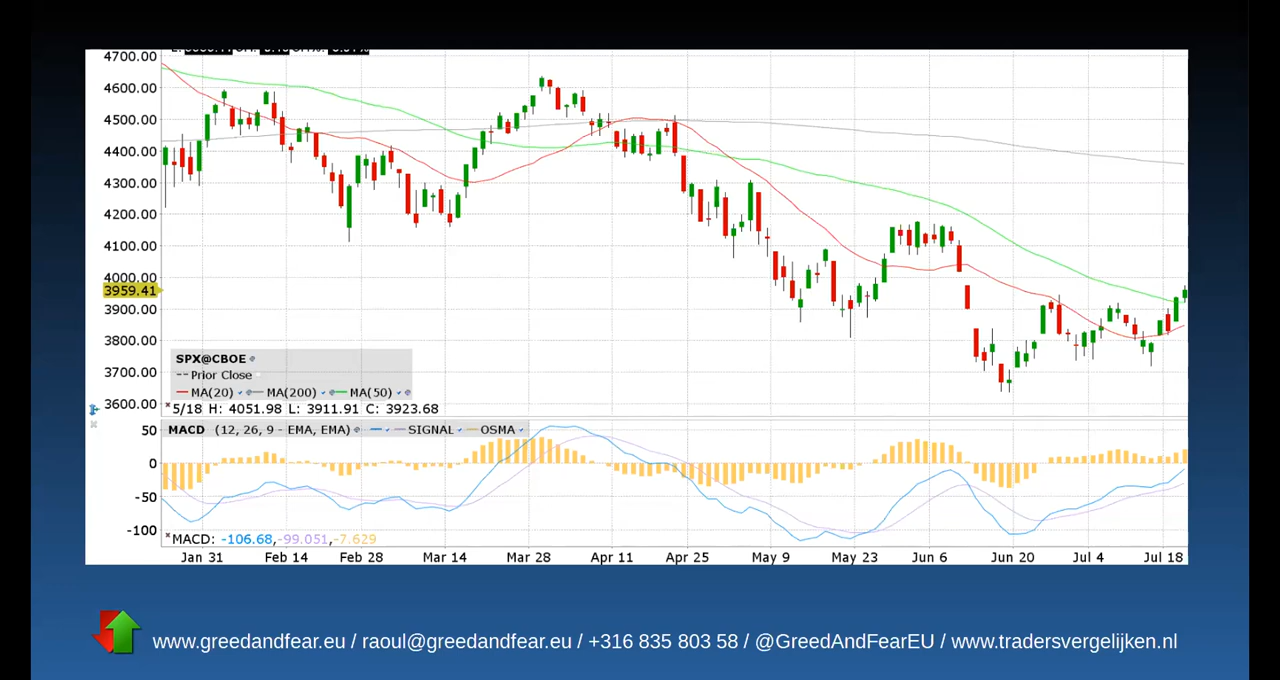 4700.00
4600.00
4500.00
4400.00
4300.00
4200.00
4100.00
4000.00
3959.41
3900.00
3800.00
3700.00
3600.00
SPX@CBOE
Prior Close
MA(20) MA(200) MA(50)
5/18 H: 4051.98 L: 3911.91 C: 3923.68
MACD (12, 26, 9 - EMA, EMA) SIGNAL OSMA
50
0
-50
-100
MACD: -106.68,-99.051,-7.629
Jan 31 Feb 14 Feb 28 Mar 14 Mar 28 Apr 11 Apr 25 May 9 May 23 Jun 6 Jun 20 Jul 4 Jul 18
www.greedandfear.eu / raoul@greedandfear.eu / +316 835 803 58 / @GreedAndFearEU / www.tradersvergelijken.nl